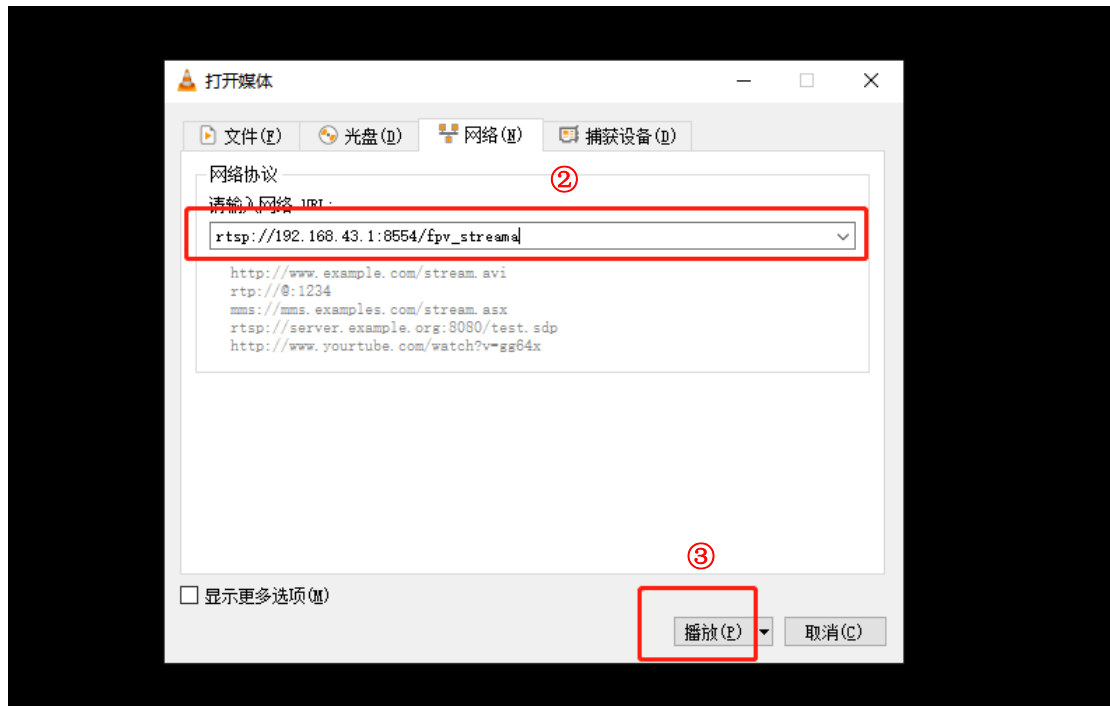 打开媒体
文件(F) 光盘(D) 网络(N) 捕获设备(D)
网络协议
②
请输入网络 URL:
rtsp://192.168.43.1:8554/fpv_streama
http://www.example.com/stream.avi
rtp://@:1234
mms://mms.examples.com/stream.asx
rtsp://server.example.org:8080/test.sdp
http://www.yourtube.com/watch?v=gg64x
③
显示更多选项(M)
播放(P) 取消(C)